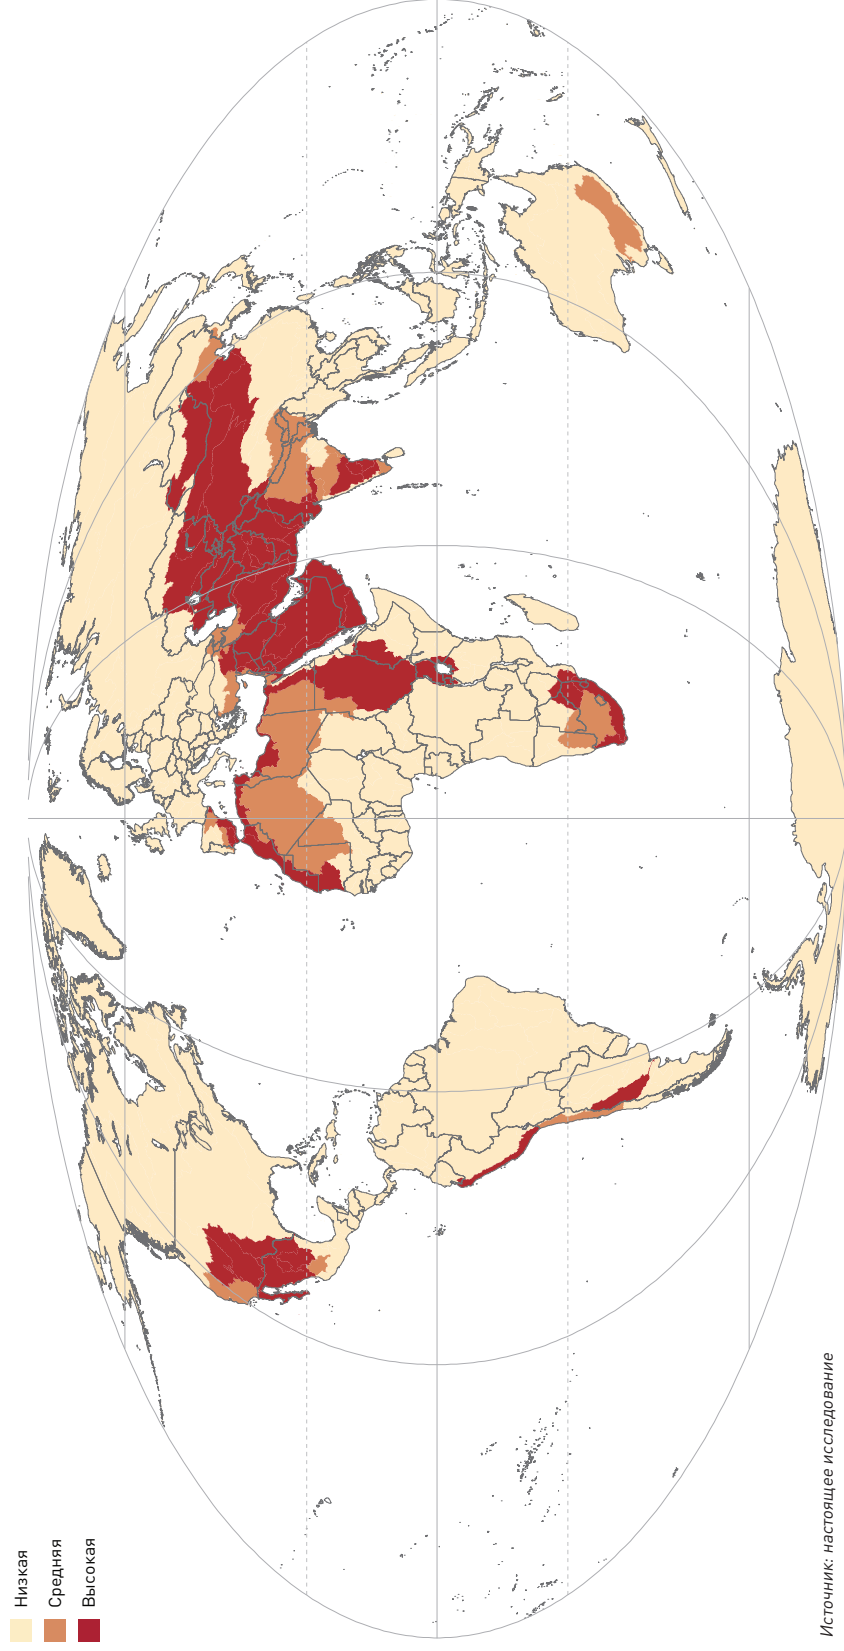 Низкая
Средняя
Высокая
Источник: настоящее исследование